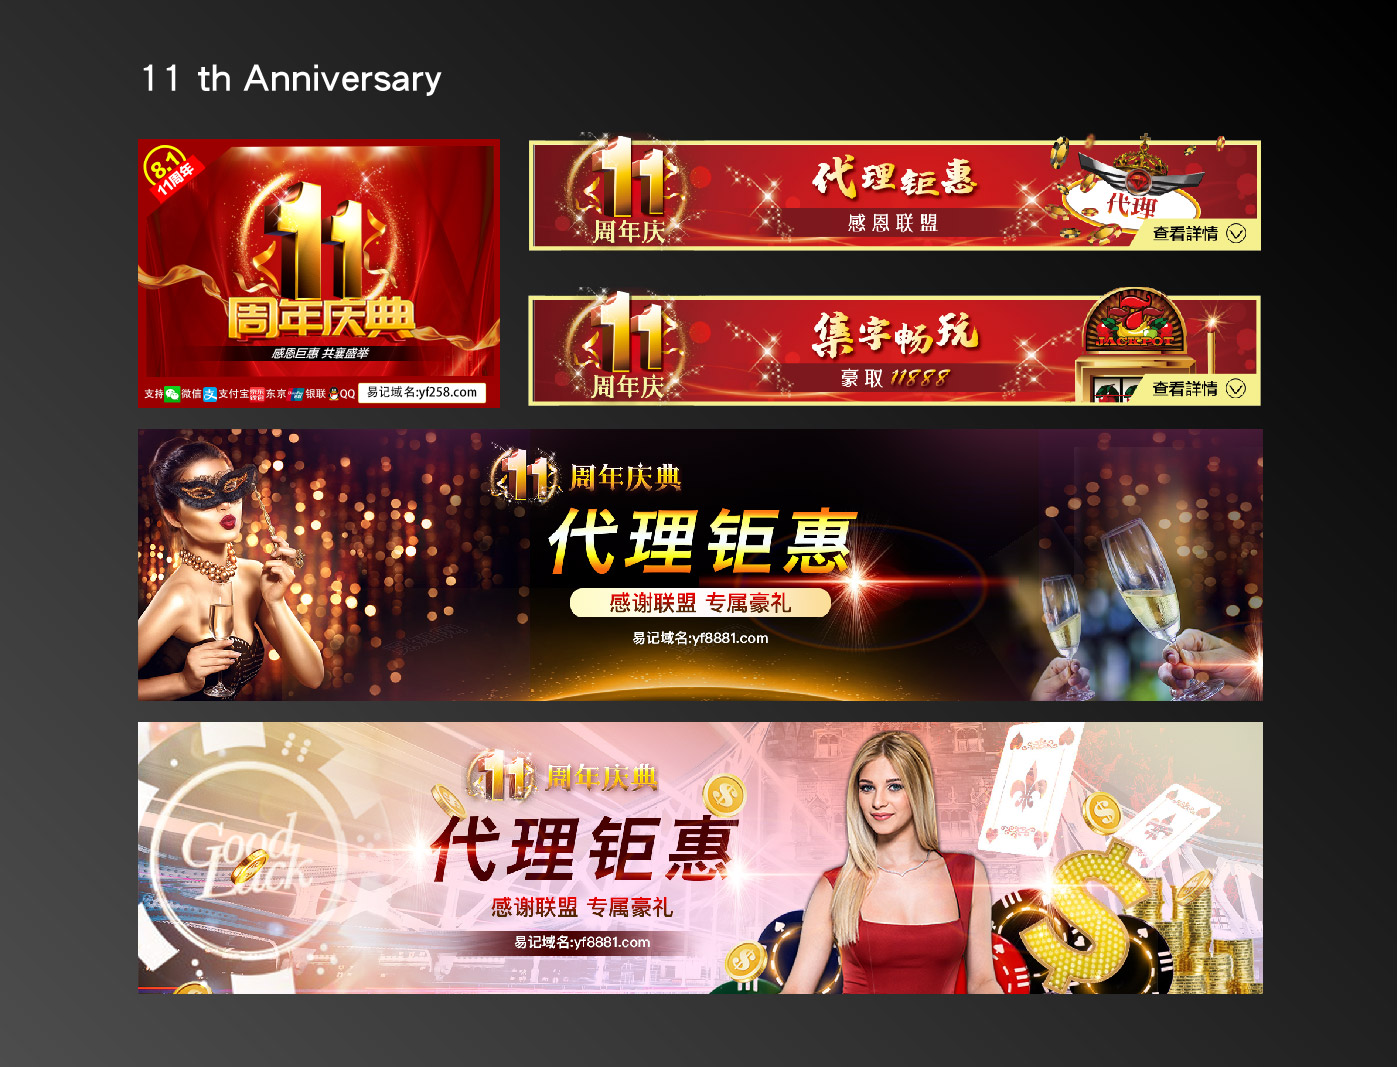 11 th Anniversary
8.1
11周年
11
周年庆典
感恩巨惠 共襄盛举
支持 微信 支 支付宝 京东 银联 QQ 易记域名:yf258.com
11
周年庆
代理钜惠
感恩联盟
代理
查看詳情
11
周年庆
集字畅玩
豪取 11888
7
JACKPOT
查看詳情
11 周年庆典
代理钜惠
感谢联盟 专属豪礼
易记域名:yf8881.com
Good
Luck
11 周年庆典
代理钜惠
感谢联盟 专属豪礼
易记域名:yf8881.com